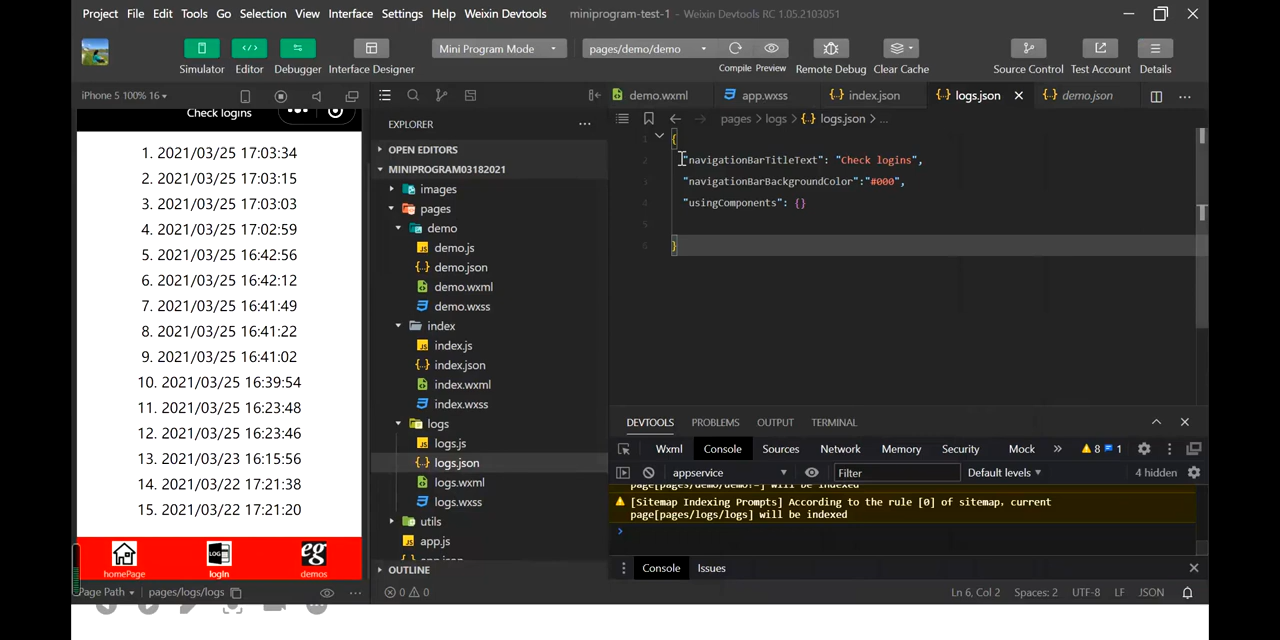 Project File Edit Tools Go Selection View Interface Settings Help Weixin Devtools miniprogram-test-1 - Weixin Devtools RC 1.05.2103051
Simulator Editor Debugger Interface Designer
Mini Program Mode pages/demo/demo
Compile Preview Remote Debug Clear Cache Source Control Test Account Details
iPhone 5 100% 16
demo.wxml app.wxss index.json logs.json demo.json
pages > logs > {··} logs.json > ...
Check logins
1. 2021/03/25 17:03:34
2. 2021/03/25 17:03:15
3. 2021/03/25 17:03:03
4. 2021/03/25 17:02:59
5. 2021/03/25 16:42:56
6. 2021/03/25 16:42:12
7. 2021/03/25 16:41:49
8. 2021/03/25 16:41:22
9. 2021/03/25 16:41:02
10. 2021/03/25 16:39:54
11. 2021/03/25 16:23:48
12. 2021/03/25 16:23:46
13. 2021/03/23 16:15:56
14. 2021/03/22 17:21:38
15. 2021/03/22 17:21:20
LOG eg
homePage login demos
Page Path pages/logs/logs
EXPLORER
OPEN EDITORS
MINIPROGRAM03182021
images
pages
demo
demo.js
demo.json
demo.wxml
demo.wxss
index
index.js
index.json
index.wxml
index.wxss
logs
logs.js
logs.json
logs.wxml
logs.wxss
utils
app.js
OUTLINE
0 0
1 {
2 "navigationBarTitleText": "Check logins",
3 "navigationBarBackgroundColor":"#000",
4 "usingComponents": {}
5
6 }
DEVTOOLS PROBLEMS OUTPUT TERMINAL
Wxml Console Sources Network Memory Security Mock » 8 1
appservice Filter Default levels 4 hidden
[Sitemap Indexing Prompts] According to the rule [0] of sitemap, current
page[pages/logs/logs] will be indexed
Console Issues
Ln 6, Col 2 Spaces: 2 UTF-8 LF JSON